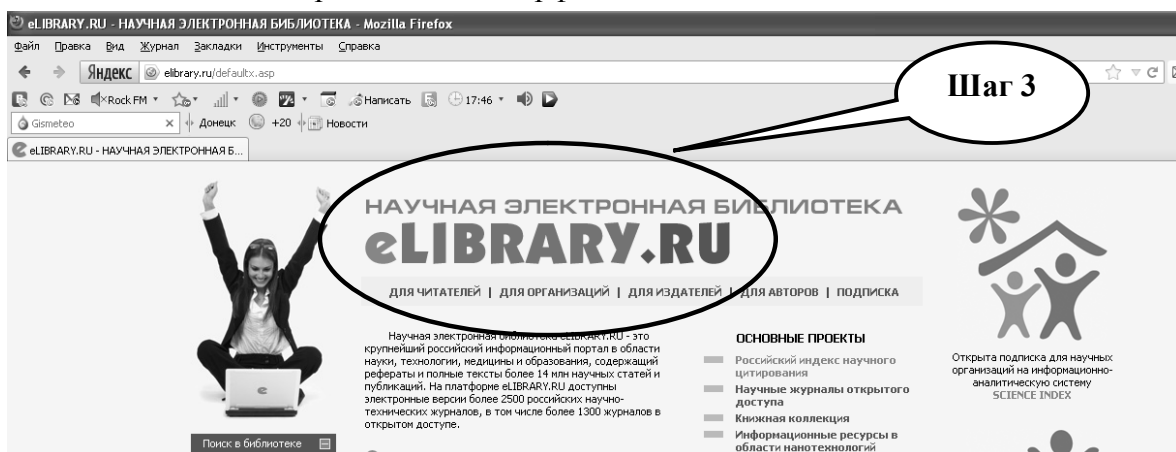 eLIBRARY.RU - НАУЧНАЯ ЭЛЕКТРОННАЯ БИБЛИОТЕКА - Mozilla Firefox
Файл Правка Вид Журнал Закладки Инструменты Справка
Яндекс elibrary.ru/defaultx.asp
Шаг 3
Rock FM Написать 17:46
Gismeteo Донецк +20 Новости
eLIBRARY.RU - НАУЧНАЯ ЭЛЕКТРОННАЯ Б...
НАУЧНАЯ ЭЛЕКТРОННАЯ БИБЛИОТЕКА
eLIBRARY.RU
ДЛЯ ЧИТАТЕЛЕЙ | ДЛЯ ОРГАНИЗАЦИЙ | ДЛЯ ИЗДАТЕЛЕЙ | ДЛЯ АВТОРОВ | ПОДПИСКА
Научная электронная библиотека eLIBRARY.RU - это
крупнейший российский информационный портал в области
науки, технологии, медицины и образования, содержащий
рефераты и полные тексты более 14 млн научных статей и
публикаций. На платформе eLIBRARY.RU доступны
электронные версии более 2500 российских научно-
технических журналов, в том числе более 1300 журналов в
открытом доступе.
ОСНОВНЫЕ ПРОЕКТЫ
Российский индекс научного
цитирования
Научные журналы открытого
доступа
Книжная коллекция
Информационные ресурсы в
области нанотехнологий
Открыта подписка для научных
организаций на информационно-
аналитическую систему
SCIENCE INDEX
Поиск в библиотеке